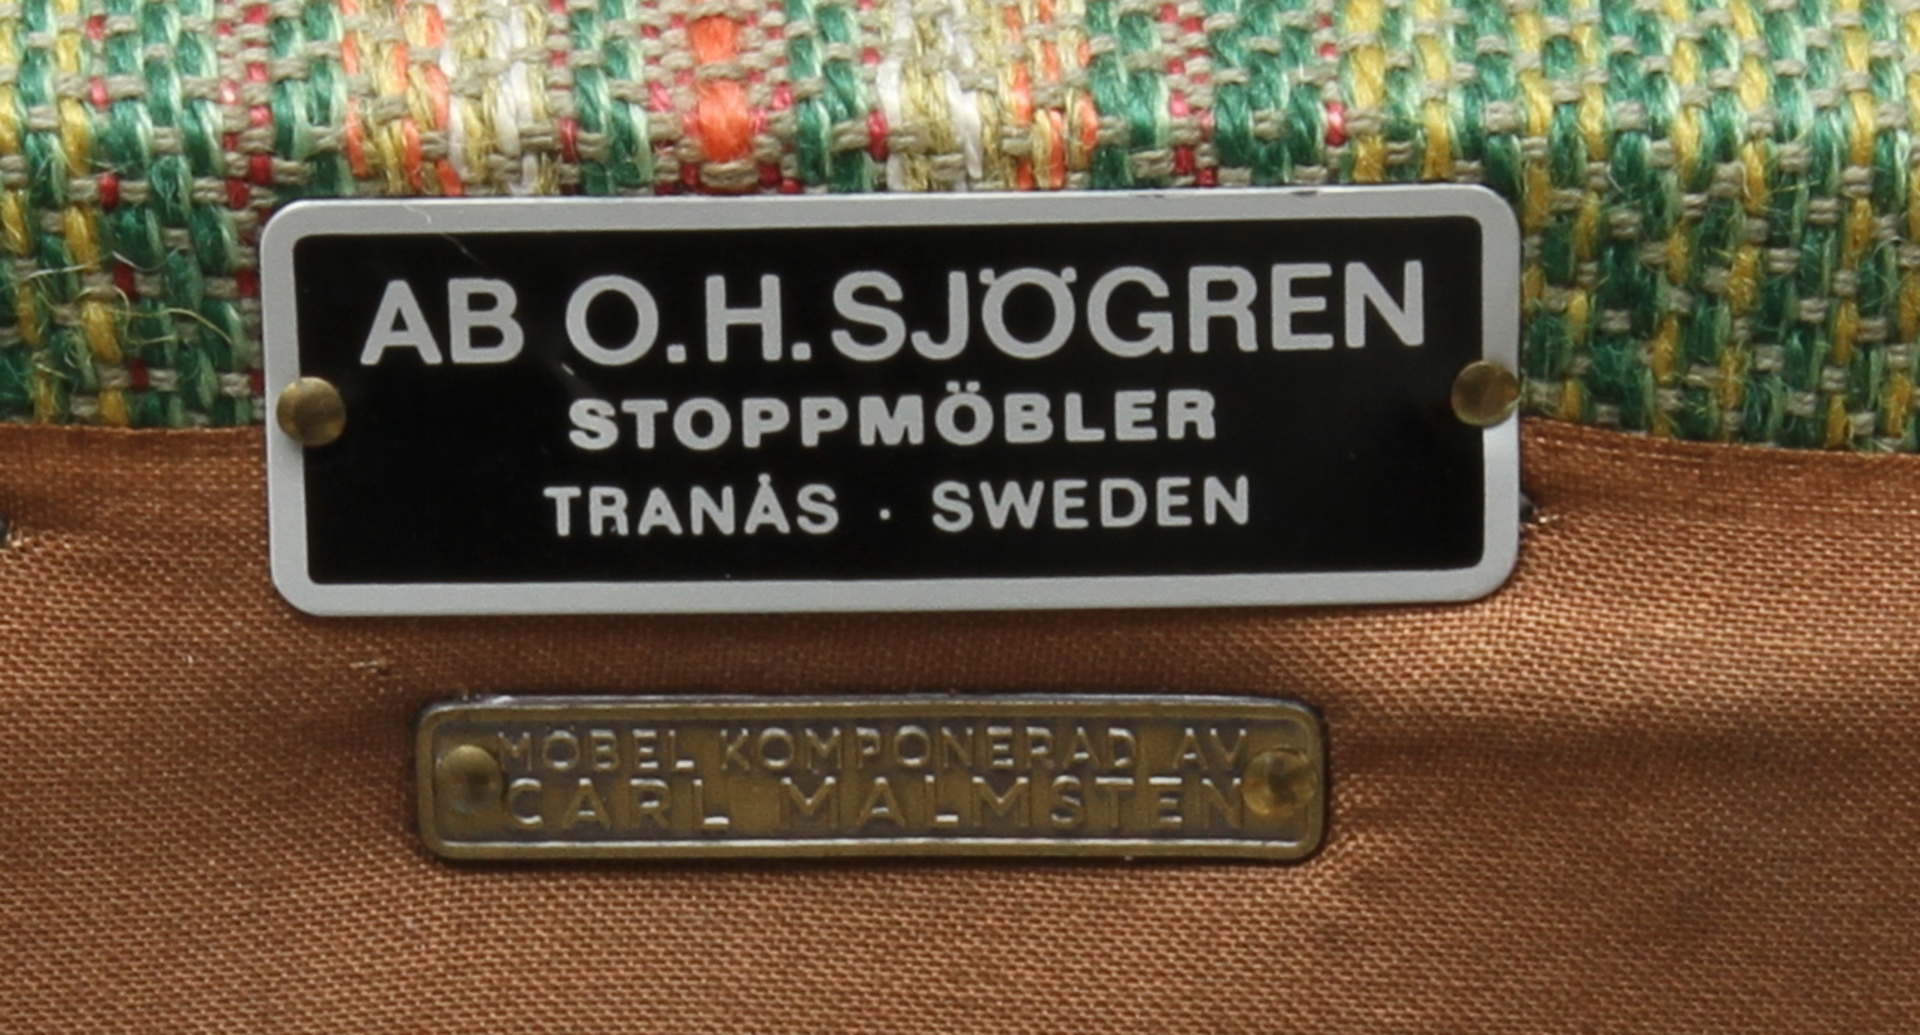 AB O.H. SJÖGREN
STOPPMÖBLER
TRANÅS · SWEDEN
MÖBEL KOMPONERAD AV
CARL MALMSTEN